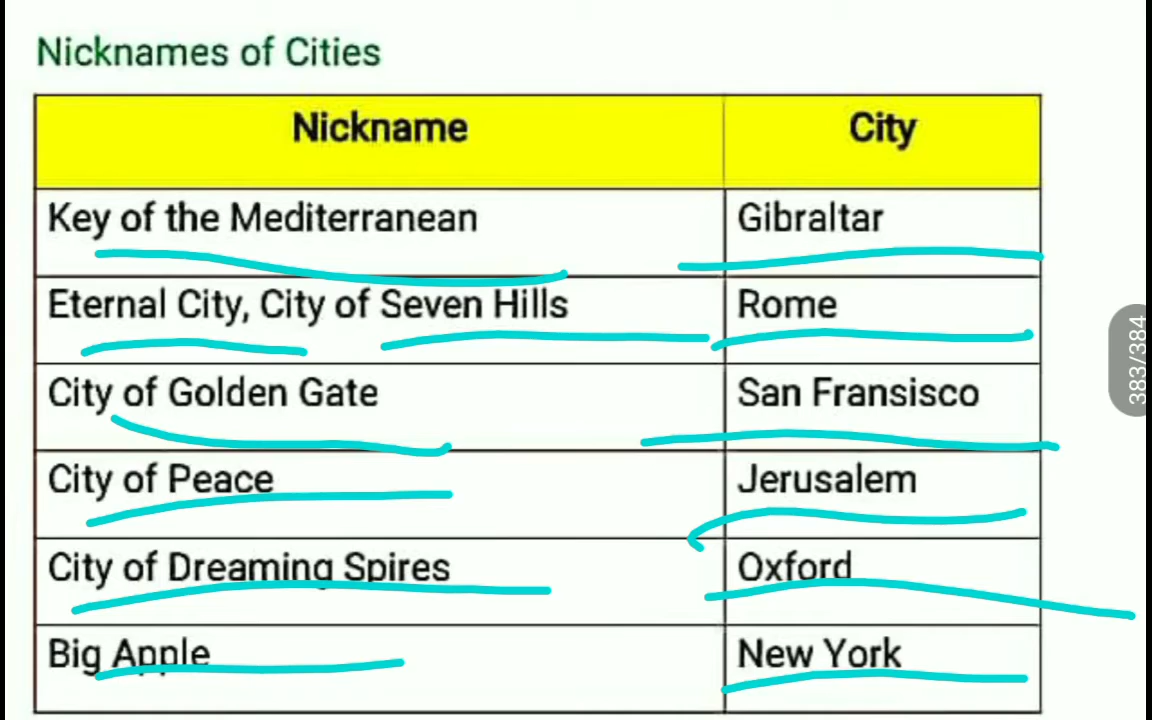 Nicknames of Cities
Nickname City
Key of the Mediterranean Gibraltar
Eternal City, City of Seven Hills Rome
City of Golden Gate San Fransisco
City of Peace Jerusalem
City of Dreaming Spires Oxford
Big Apple New York
383/384